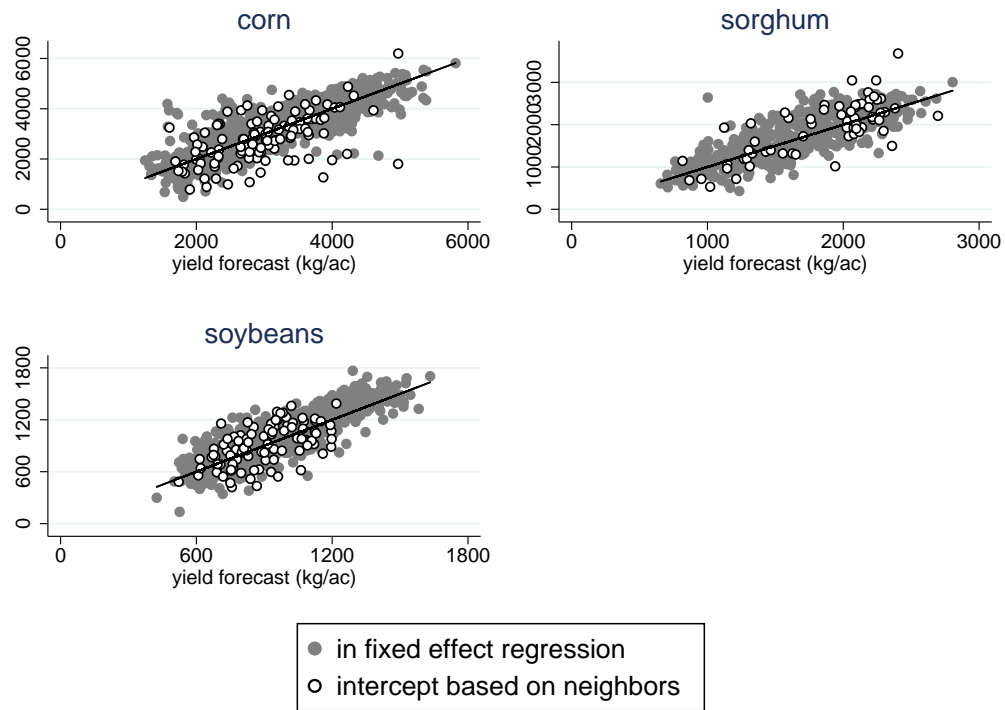 corn
6000
4000
2000
0
0 2000 4000 6000
yield forecast (kg/ac)
sorghum
3000
2000
1000
0
0 1000 2000 3000
yield forecast (kg/ac)
soybeans
1800
1200
600
0
0 600 1200 1800
yield forecast (kg/ac)
in fixed effect regression
intercept based on neighbors